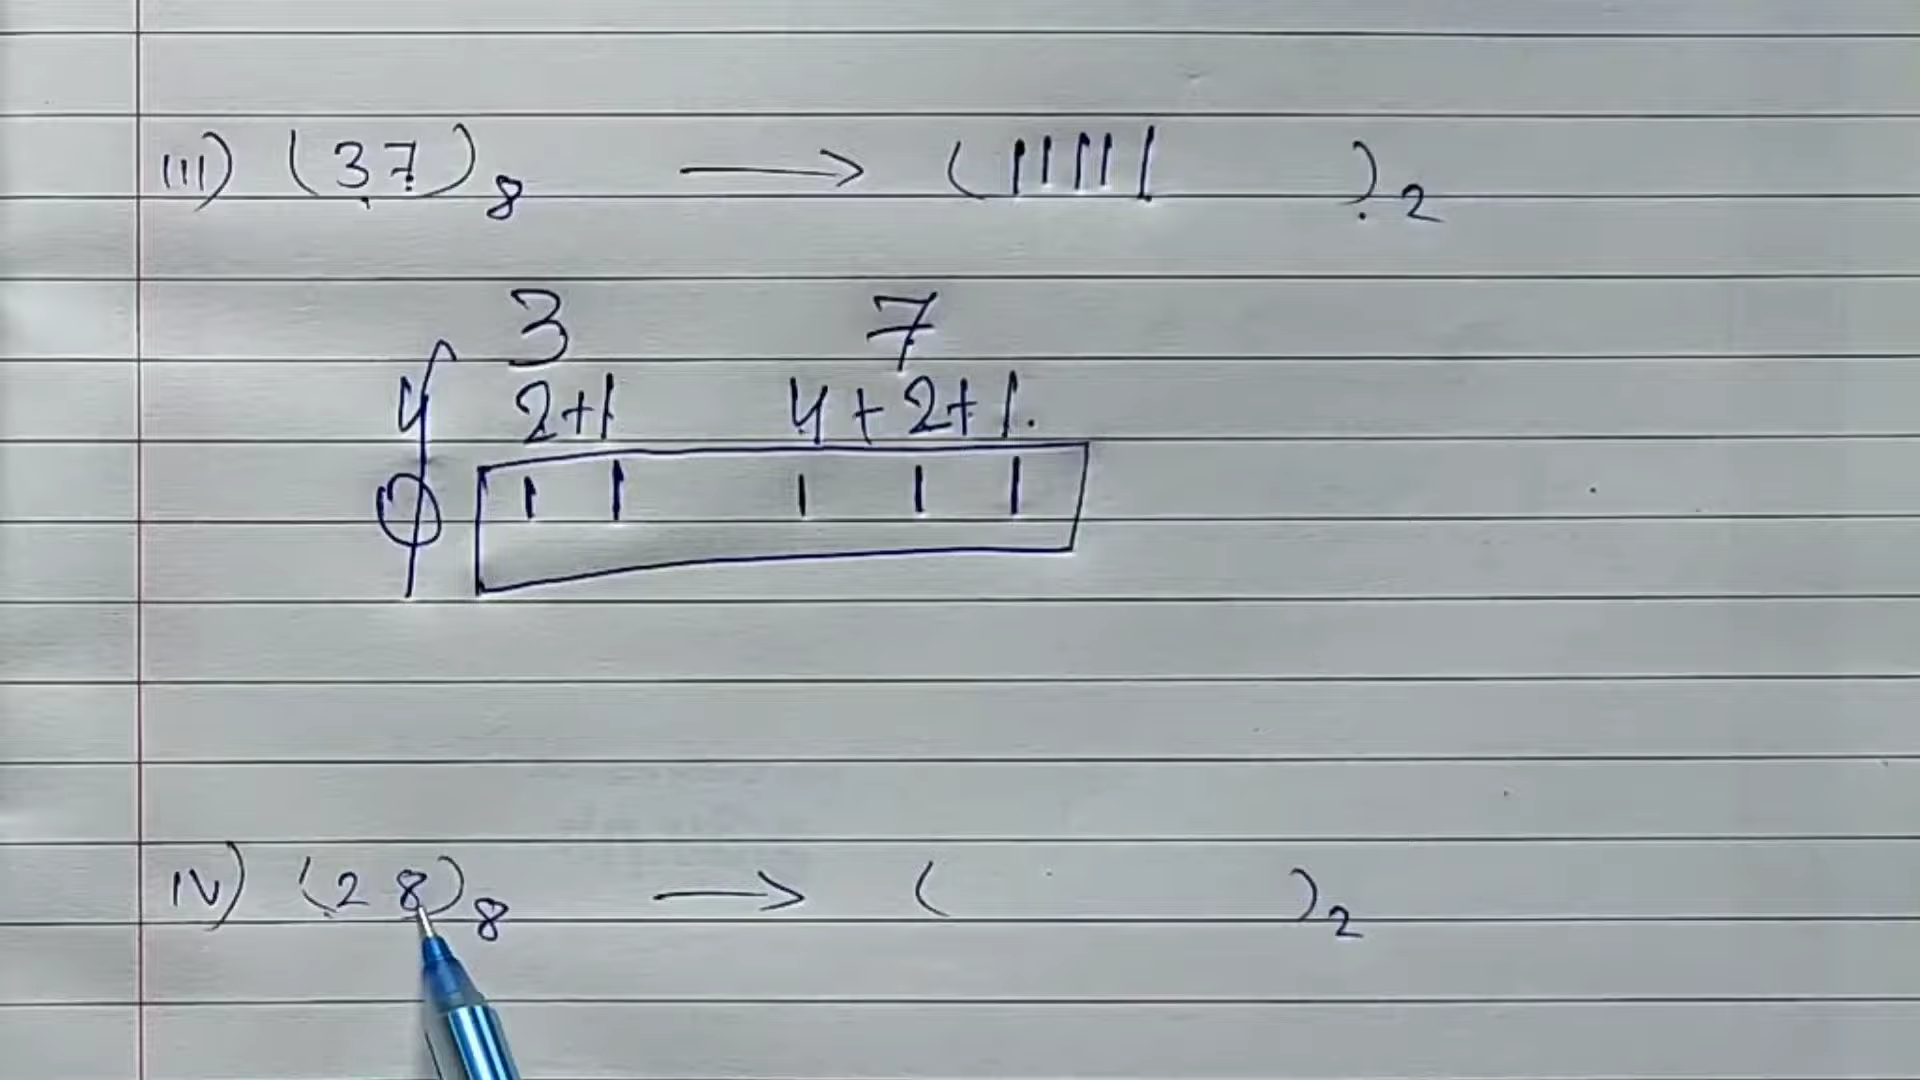 III) (37)8 → (11111 )2
3 7
4 2+1 4+2+1.
0 1 1 1 1 1
IV) (28)8 → ( )2